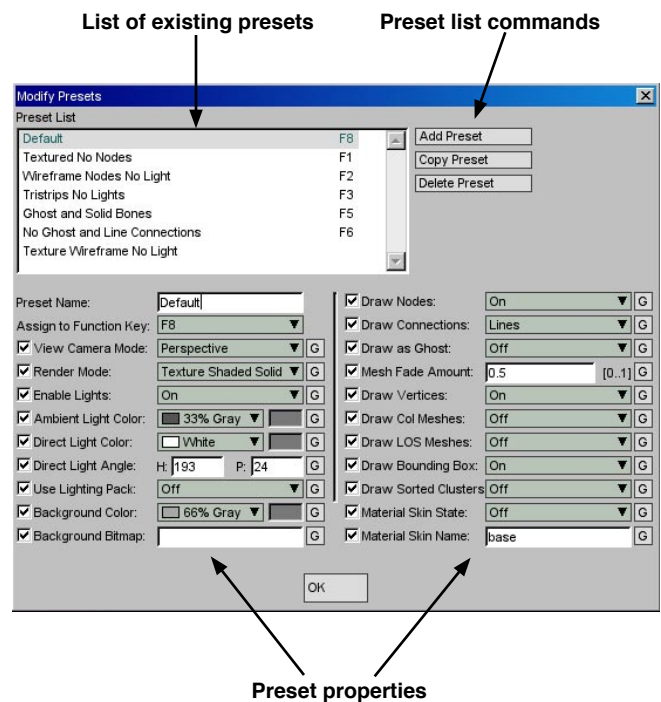 List of existing presets
Preset list commands
Modify Presets
Preset List
Default F8
Textured No Nodes F1
Wireframe Nodes No Light F2
Tristrips No Lights F3
Ghost and Solid Bones F5
No Ghost and Line Connections F6
Texture Wireframe No Light
Add Preset
Copy Preset
Delete Preset
Preset Name: Default
Assign to Function Key: F8
View Camera Mode: Perspective G
Render Mode: Texture Shaded Solid G
Enable Lights: On G
Ambient Light Color: 33% Gray G
Direct Light Color: White G
Direct Light Angle: H: 193 P: 24 G
Use Lighting Pack: Off G
Background Color: 66% Gray G
Background Bitmap: G
Draw Nodes: On G
Draw Connections: Lines G
Draw as Ghost: Off G
Mesh Fade Amount: 0.5 [0..1] G
Draw Vertices: On G
Draw Col Meshes: Off G
Draw LOS Meshes: Off G
Draw Bounding Box: On G
Draw Sorted Clusters Off G
Material Skin State: Off G
Material Skin Name: base G
OK
Preset properties